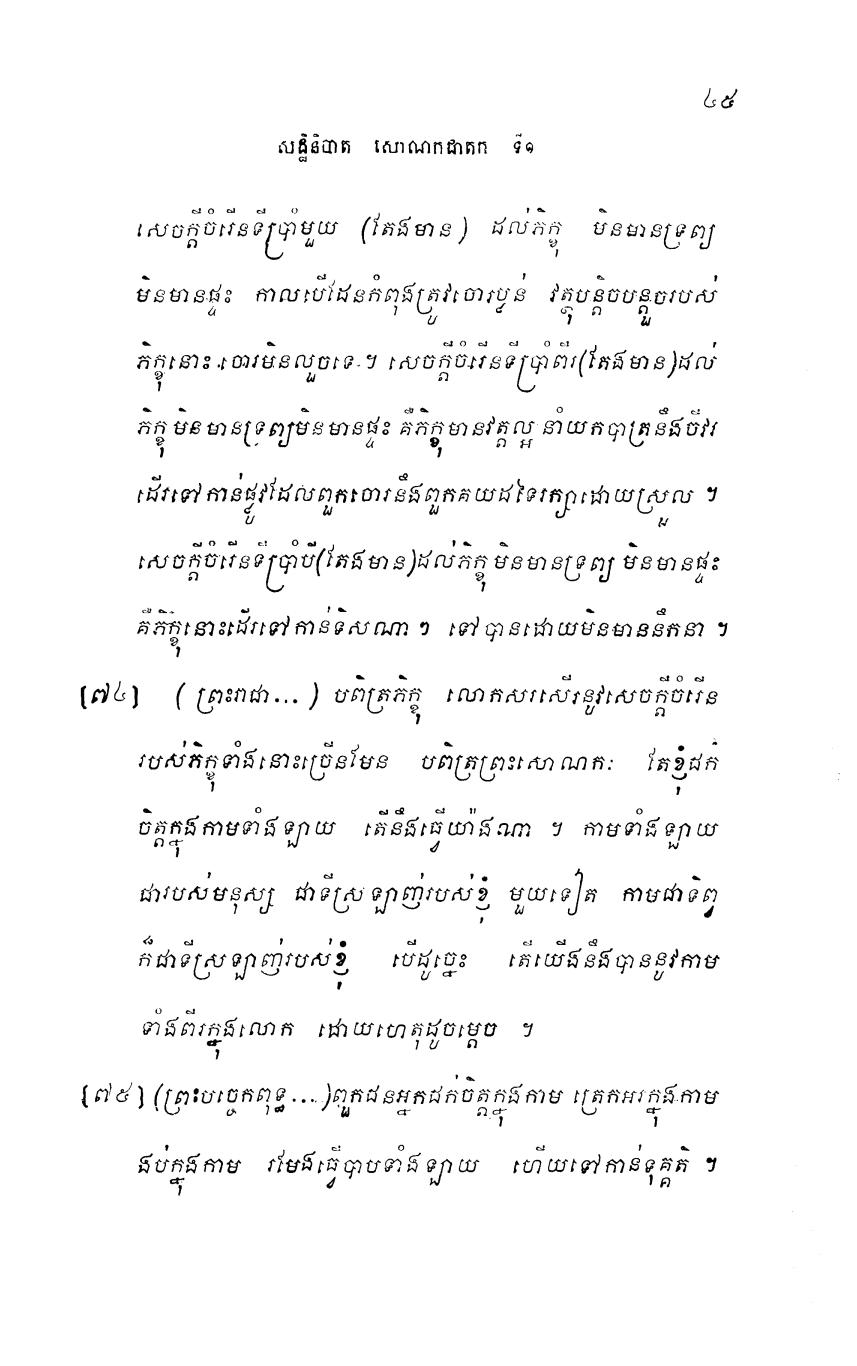 ៤៥
សដ្ឋិនិបាត សោណកជាតក ទី១
សេចក្តីចំរើនទីប្រាំមួយ (តែងមាន) ដល់ភិក្ខុ មិនមានទ្រព្យ
មិនមានផ្ទះ កាលបើដែនកំពុងត្រូវចោរប្លន់ វត្ថុបន្តិចបន្តួចរបស់
ភិក្ខុនោះ ចោរមិនលួចទេ ។ សេចក្តីចំរើនទីប្រាំពីរ(តែងមាន)ដល់
ភិក្ខុ មិនមានទ្រព្យមិនមានផ្ទះ គឺភិក្ខុមានវត្តល្អ នាំយកបាត្រនឹងចីវរ
ដើរទៅកាន់ផ្លូវដែលពួកចោរនឹងពួកគយដទៃរក្សាដោយស្រួល ។
សេចក្តីចំរើនទីប្រាំបី(តែងមាន)ដល់ភិក្ខុ មិនមានទ្រព្យ មិនមានផ្ទះ
គឺភិក្ខុនោះដើរទៅកាន់ទិសណា ៗ ទៅបានដោយមិនមាននឹកនា ។
[៧៤] (ព្រះរាជា...) បពិត្រភិក្ខុ លោកសរសើរនូវសេចក្តីចំរើន
របស់ភិក្ខុទាំងនោះច្រើនមែន បពិត្រព្រះសោណកៈ តែខ្ញុំជក់
ចិត្តក្នុងកាមទាំងឡាយ តើនឹងធ្វើយ៉ាងណា ។ កាមទាំងឡាយ
ជារបស់មនុស្ស ជាទីស្រឡាញ់របស់ខ្ញុំ មួយទៀត កាមជាទិព្វ
ក៏ជាទីស្រឡាញ់របស់ខ្ញុំ បើដូច្នេះ តើយើងនឹងបាននូវកាម
ទាំងពីរក្នុងលោក ដោយហេតុដូចម្តេច ។
[៧៥] (ព្រះបច្ចេកពុទ្ធ...)ពួកជនអ្នកជក់ចិត្តក្នុងកាម ត្រេកអរក្នុងកាម
ងប់ក្នុងកាម រមែងធ្វើបាបទាំងឡាយ ហើយទៅកាន់ទុគ្គតិ ។